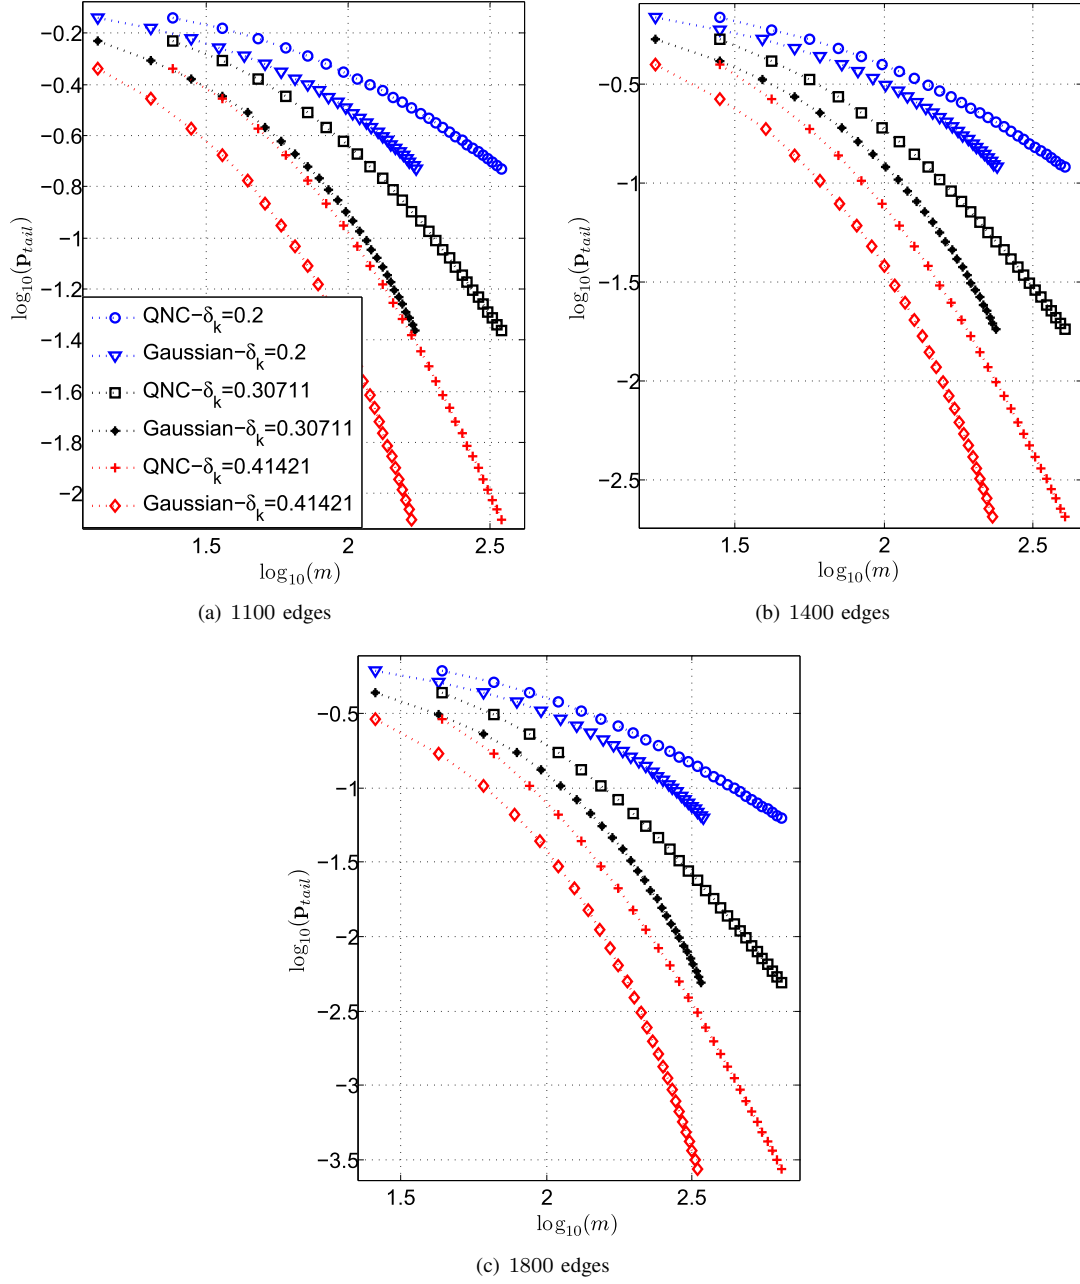 −0.2
−0.4
−0.6
−0.8
−1
−1.2
−1.4
−1.6
−1.8
−2
log10(ptail)
QNC−δk=0.2
Gaussian−δk=0.2
QNC−δk=0.30711
Gaussian−δk=0.30711
QNC−δk=0.41421
Gaussian−δk=0.41421
1.5 2 2.5
log10(m)
(a) 1100 edges
−0.5
−1
−1.5
−2
−2.5
log10(ptail)
1.5 2 2.5
log10(m)
(b) 1400 edges
−0.5
−1
−1.5
−2
−2.5
−3
−3.5
log10(ptail)
1.5 2 2.5
log10(m)
(c) 1800 edges